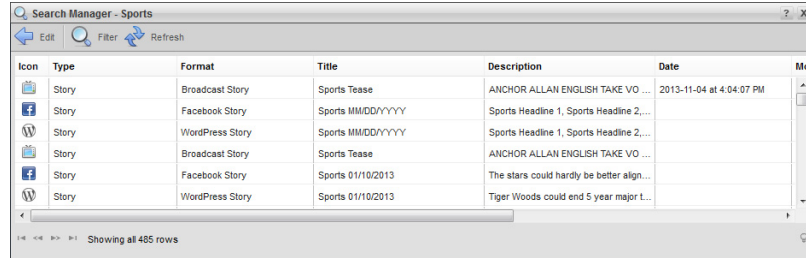 Search Manager - Sports ? X
Edit Filter Refresh
Icon Type Format Title Description Date Mo
Story Broadcast Story Sports Tease ANCHOR ALLAN ENGLISH TAKE VO ... 2013-11-04 at 4:04:07 PM
Story Facebook Story Sports MM/DD/YYYY Sports Headline 1, Sports Headline 2,...
Story WordPress Story Sports MM/DD/YYYY Sports Headline 1, Sports Headline 2,...
Story Broadcast Story Sports Tease ANCHOR ALLAN ENGLISH TAKE VO ...
Story Facebook Story Sports 01/10/2013 The stars could hardly be better align...
Story WordPress Story Sports 01/10/2013 Tiger Woods could end 5 year major t...
Showing all 485 rows